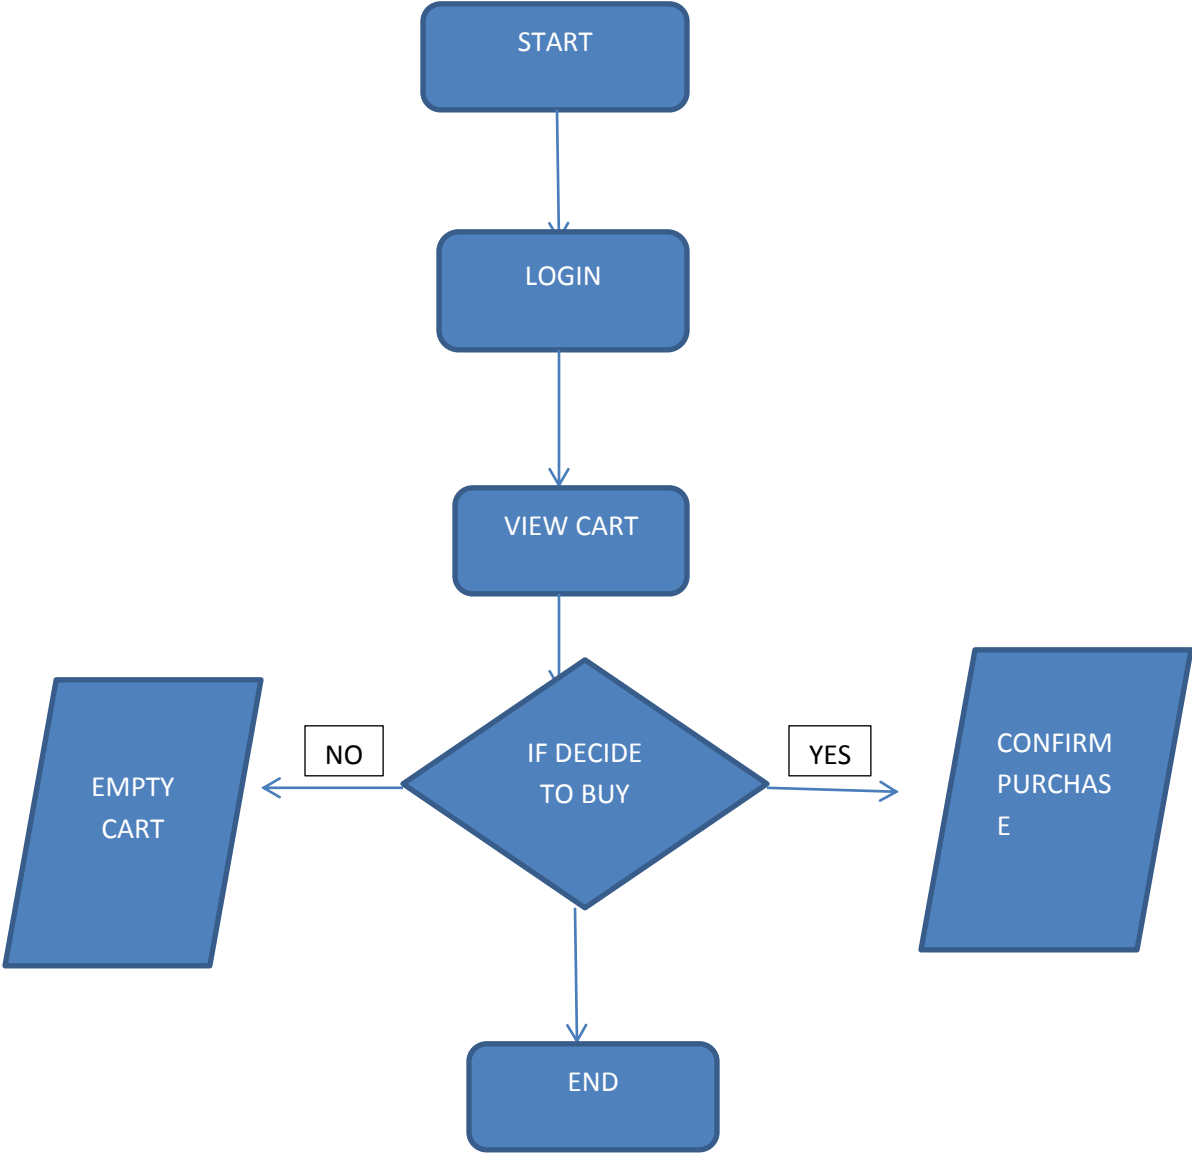 START
LOGIN
VIEW CART
IF DECIDE
TO BUY
NO
YES
EMPTY
CART
CONFIRM
PURCHAS
E
END